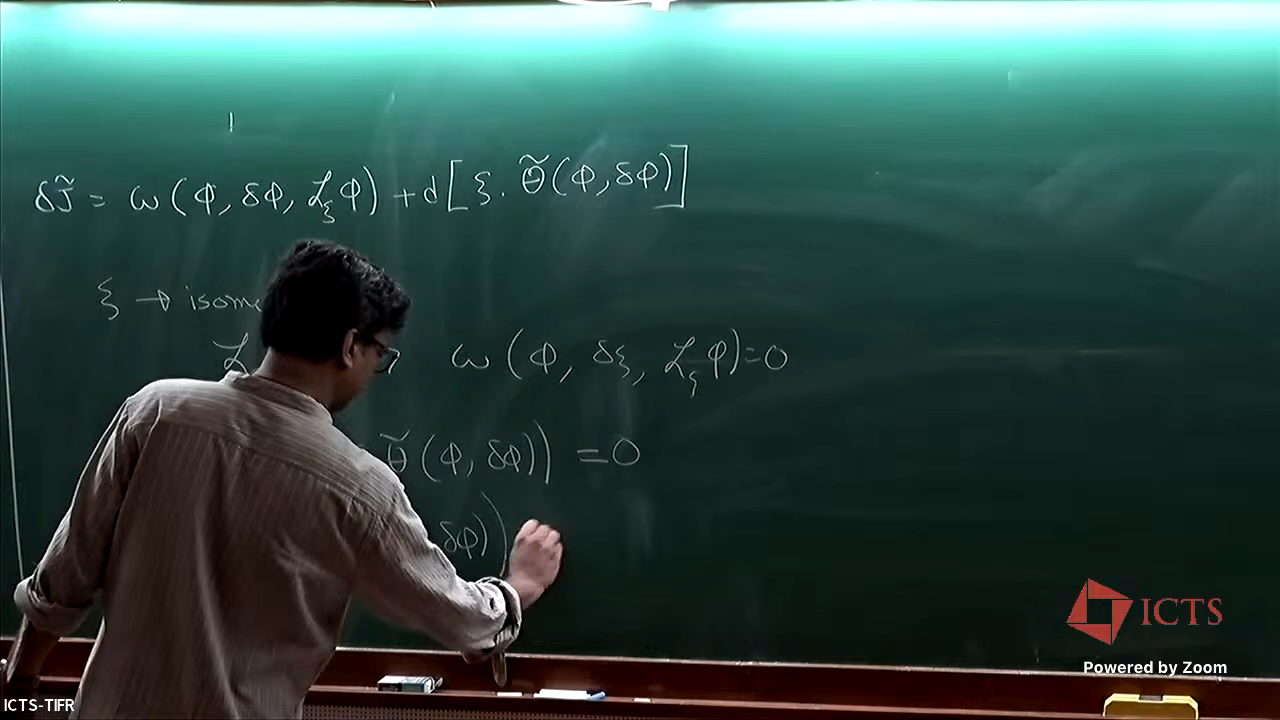 δJ̃ = ω(Φ, δΦ, ℒ_ξ Φ) + d[ξ. θ̃(Φ, δΦ)]
ξ → isome
ℒ ω(Φ, δξ, ℒ_ξ Φ)=0
θ̃(Φ, δΦ)) = 0
δΦ))
ICTS
Powered by Zoom
ICTS-TIFR